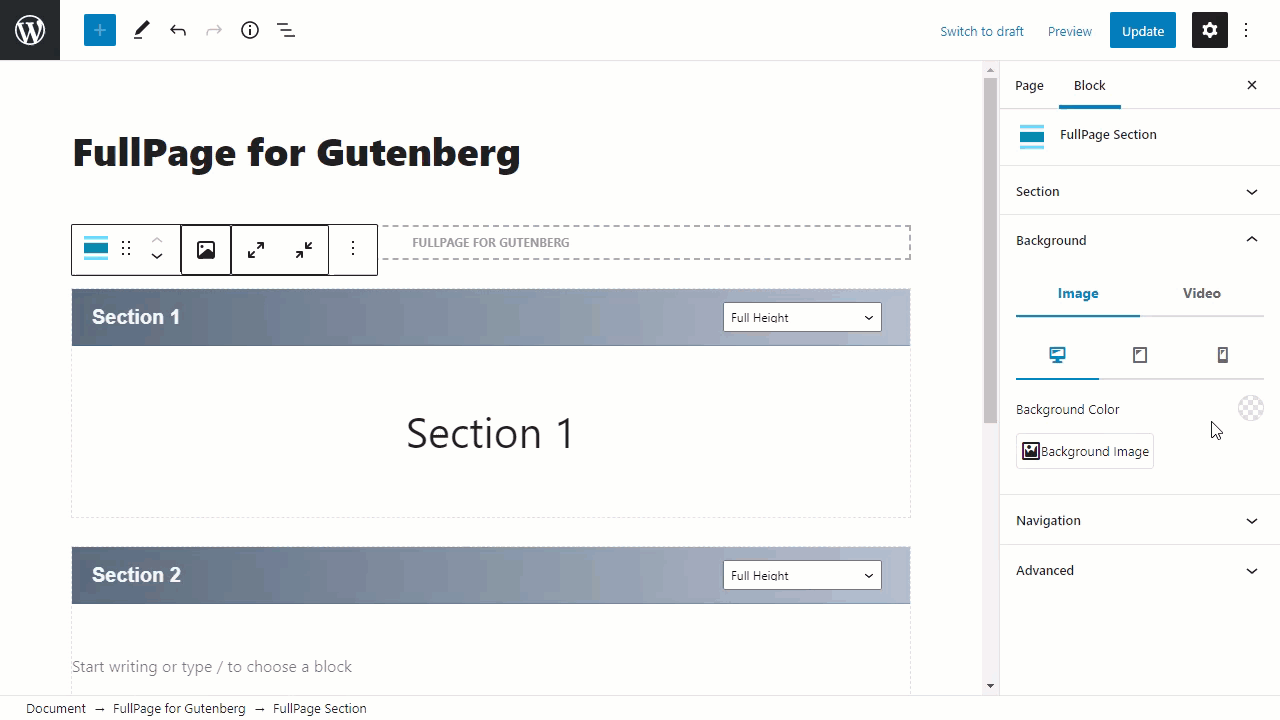 Switch to draft
Preview
Update
Page
Block
FullPage Section
Section
Background
Image
Video
Background Color
Background Image
Navigation
Advanced
FullPage for Gutenberg
FULLPAGE FOR GUTENBERG
Section 1
Full Height
Section 1
Section 2
Full Height
Start writing or type / to choose a block
Document → FullPage for Gutenberg → FullPage Section